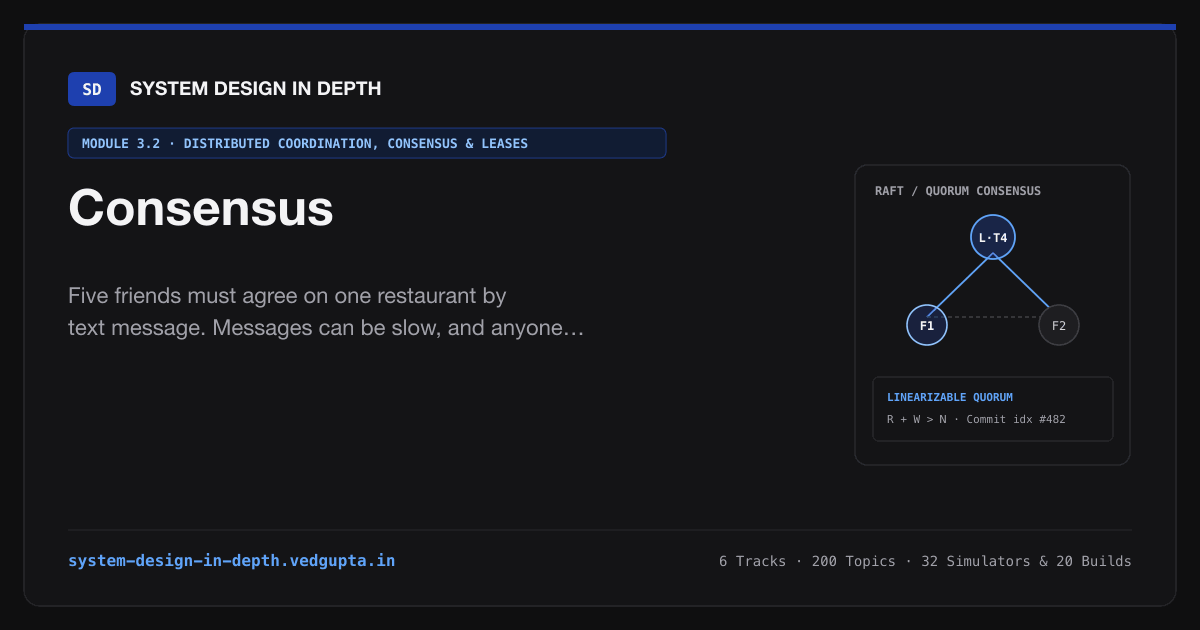 SD
SYSTEM DESIGN IN DEPTH
MODULE 3.2 · DISTRIBUTED COORDINATION, CONSENSUS & LEASES
Consensus
Five friends must agree on one restaurant by
text message. Messages can be slow, and anyone…
RAFT / QUORUM CONSENSUS
L·T4
F1
F2
LINEARIZABLE QUORUM
R + W > N · Commit idx #482
system-design-in-depth.vedgupta.in
6 Tracks · 200 Topics · 32 Simulators & 20 Builds